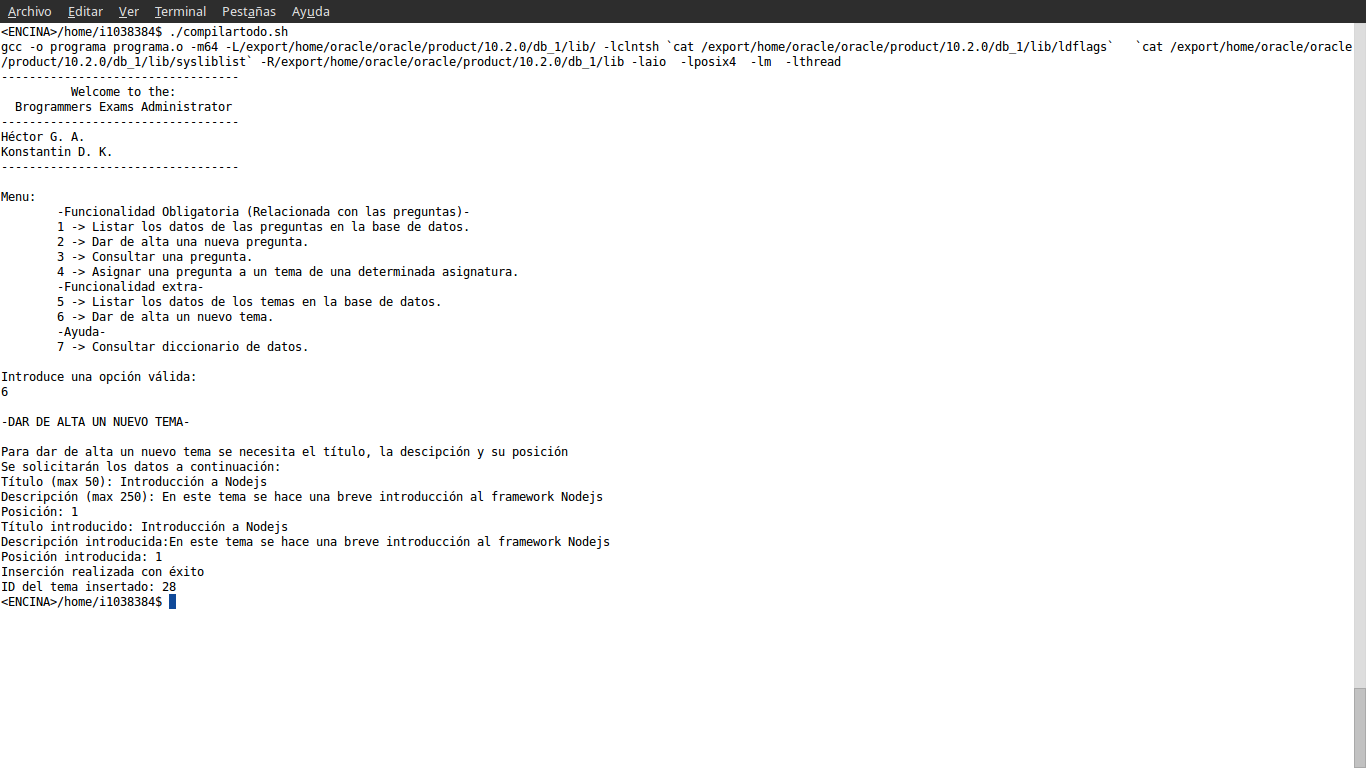 Archivo Editar Ver Terminal Pestañas Ayuda
<ENCINA>/home/i1038384$ ./compilartodo.sh
gcc -o programa programa.o -m64 -L/export/home/oracle/oracle/product/10.2.0/db_1/lib/ -lclntsh `cat /export/home/oracle/oracle/product/10.2.0/db_1/lib/ldflags`   `cat /export/home/oracle/oracle
/product/10.2.0/db_1/lib/sysliblist` -R/export/home/oracle/oracle/product/10.2.0/db_1/lib -laio  -lposix4  -lm  -lthread
----------------------------------
          Welcome to the:
  Brogrammers Exams Administrator
----------------------------------
Héctor G. A.
Konstantin D. K.
----------------------------------
Menu:
        -Funcionalidad Obligatoria (Relacionada con las preguntas)-
        1 -> Listar los datos de las preguntas en la base de datos.
        2 -> Dar de alta una nueva pregunta.
        3 -> Consultar una pregunta.
        4 -> Asignar una pregunta a un tema de una determinada asignatura.
        -Funcionalidad extra-
        5 -> Listar los datos de los temas en la base de datos.
        6 -> Dar de alta un nuevo tema.
        -Ayuda-
        7 -> Consultar diccionario de datos.
Introduce una opción válida:
6
-DAR DE ALTA UN NUEVO TEMA-
Para dar de alta un nuevo tema se necesita el título, la descipción y su posición
Se solicitarán los datos a continuación:
Título (max 50): Introducción a Nodejs
Descripción (max 250): En este tema se hace una breve introducción al framework Nodejs
Posición: 1
Título introducido: Introducción a Nodejs
Descripción introducida:En este tema se hace una breve introducción al framework Nodejs
Posición introducida: 1
Inserción realizada con éxito
ID del tema insertado: 28
<ENCINA>/home/i1038384$